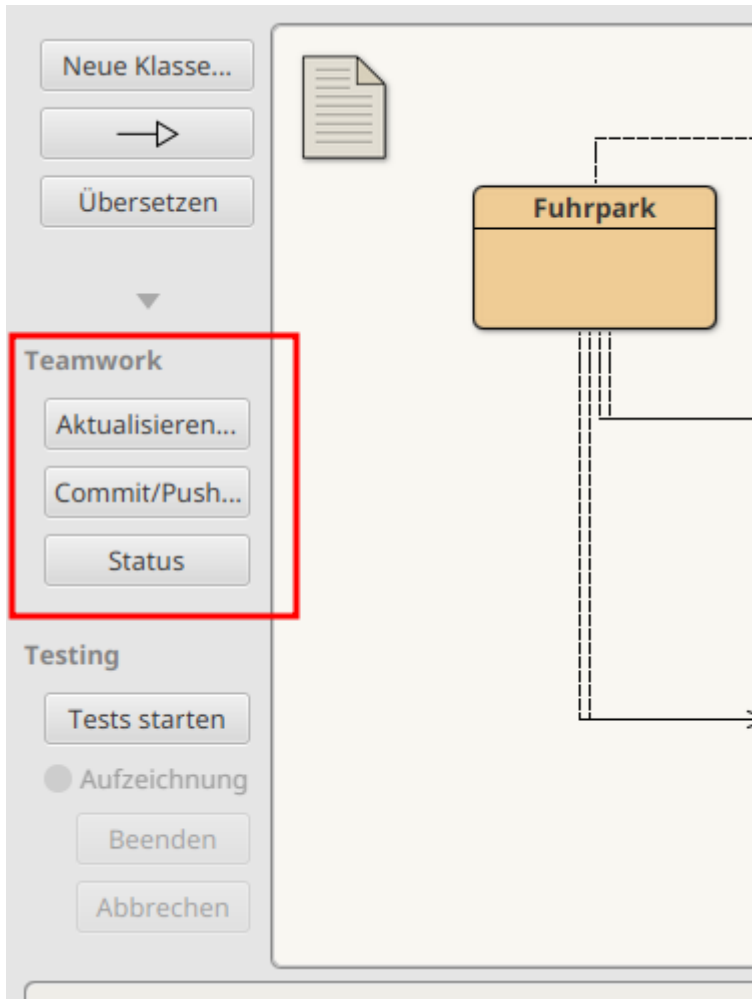 Neue Klasse...
Übersetzen
Fuhrpark
Teamwork
Aktualisieren...
Commit/Push...
Status
Testing
Tests starten
Aufzeichnung
Beenden
Abbrechen